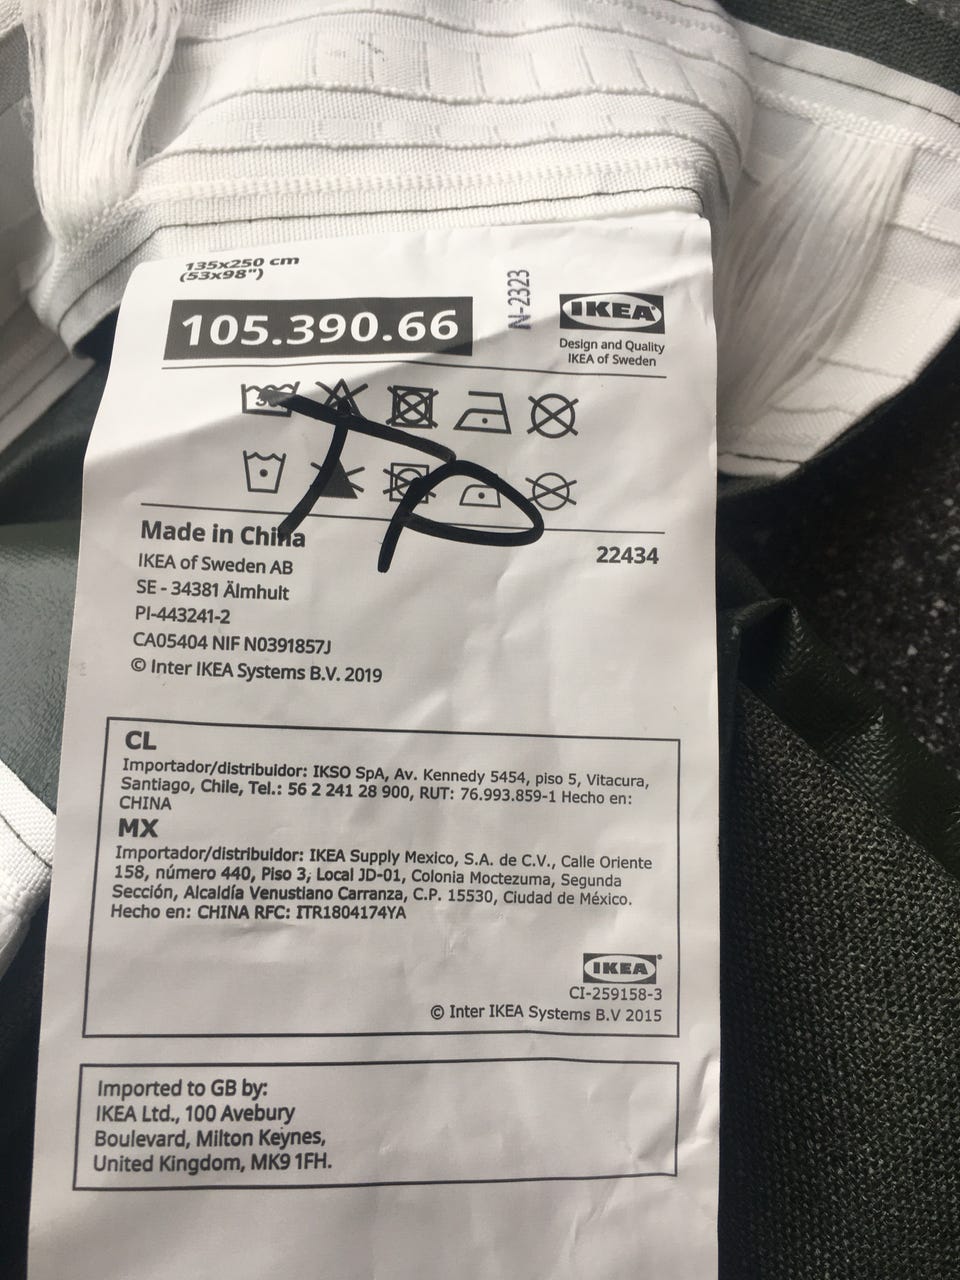 135x250 cm
(53x98")
105.390.66
N-2323
IKEA
Design and Quality
IKEA of Sweden
30
TP
Made in China
22434
IKEA of Sweden AB
SE - 34381 Älmhult
PI-443241-2
CA05404 NIF N0391857J
© Inter IKEA Systems B.V. 2019
CL
Importador/distribuidor: IKSO SpA, Av. Kennedy 5454, piso 5, Vitacura,
Santiago, Chile, Tel.: 56 2 241 28 900, RUT: 76.993.859-1 Hecho en:
CHINA
MX
Importador/distribuidor: IKEA Supply Mexico, S.A. de C.V., Calle Oriente
158, número 440, Piso 3, Local JD-01, Colonia Moctezuma, Segunda
Sección, Alcaldía Venustiano Carranza, C.P. 15530, Ciudad de México.
Hecho en: CHINA RFC: ITR1804174YA
IKEA
CI-259158-3
© Inter IKEA Systems B.V 2015
Imported to GB by:
IKEA Ltd., 100 Avebury
Boulevard, Milton Keynes,
United Kingdom, MK9 1FH.